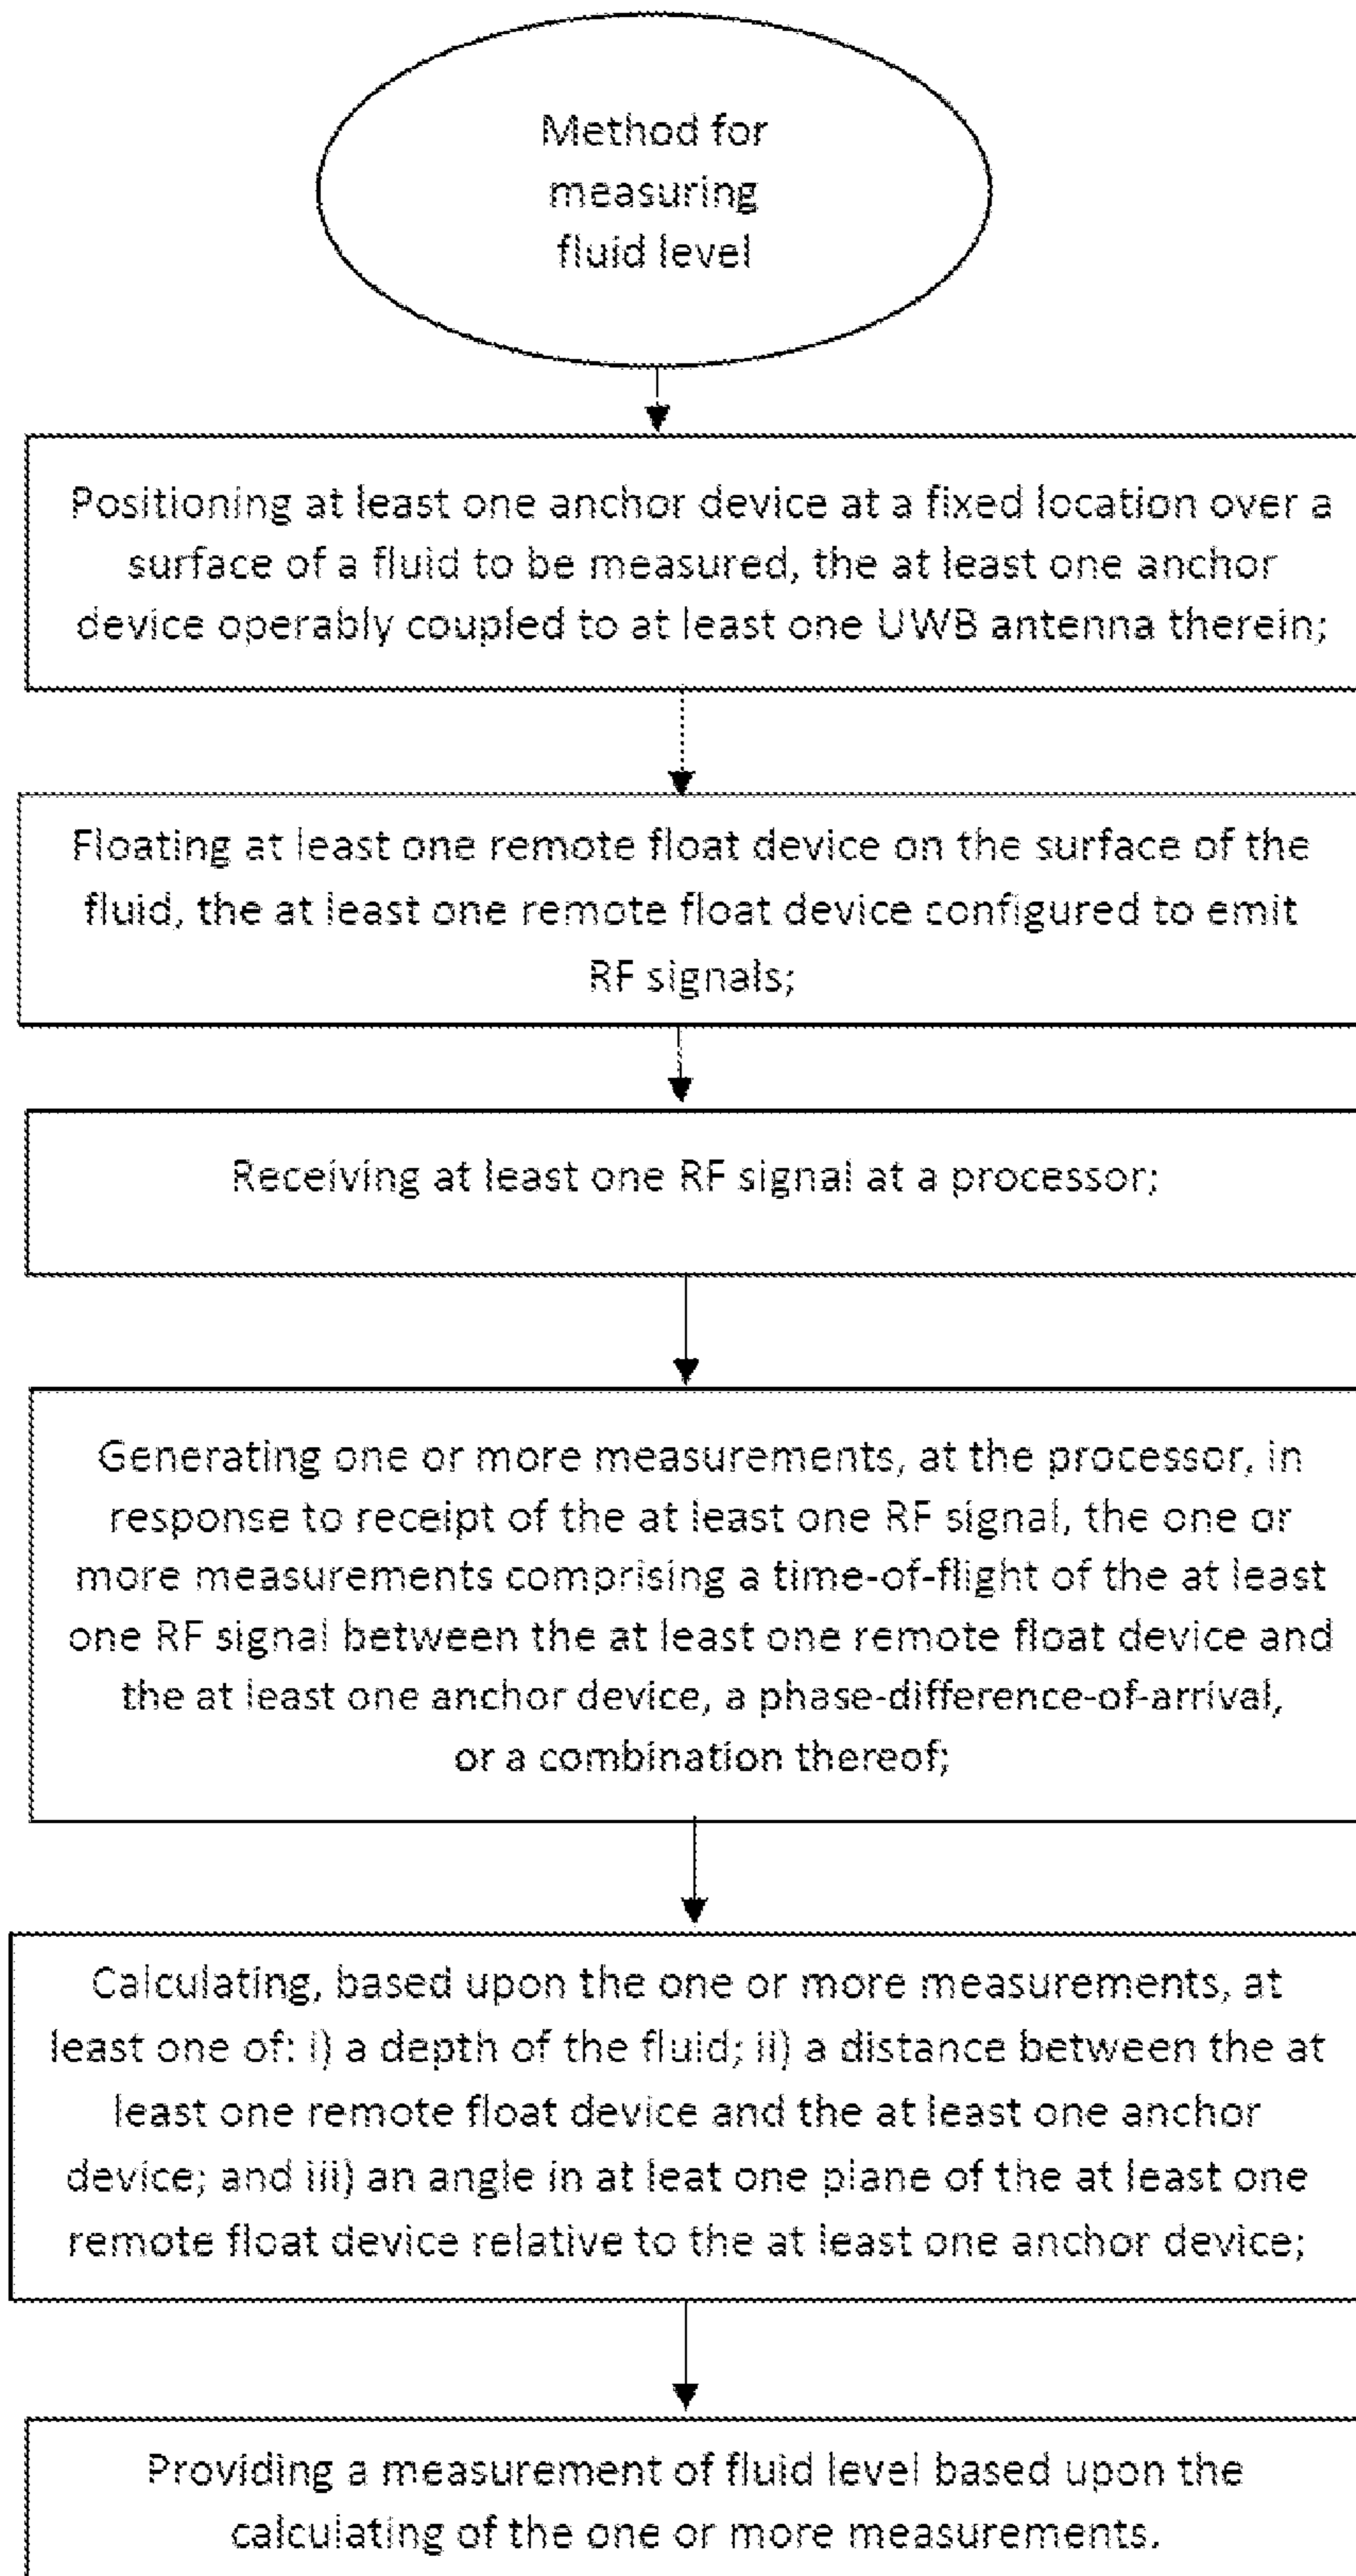 Method for
measuring
fluid level
Positioning at least one anchor device at a fixed location over a
surface of a fluid to be measured, the at least one anchor
device operably coupled to at least one UWB antenna therein;
Floating at least one remote float device on the surface of the
fluid, the at least one remote float device configured to emit
RF signals;
Receiving at least one RF signal at a processor;
Generating one or more measurements, at the processor, in
response to receipt of the at least one RF signal, the one or
more measurements comprising a time-of-flight of the at least
one RF signal between the at least one remote float device and
the at least one anchor device, a phase-difference-of-arrival,
or a combination thereof;
Calculating, based upon the one or more measurements, at
least one of: i) a depth of the fluid; ii) a distance between the at
least one remote float device and the at least one anchor
device; and iii) an angle in at leat one plane of the at least one
remote float device relative to the at least one anchor device;
Providing a measurement of fluid level based upon the
calculating of the one or more measurements.